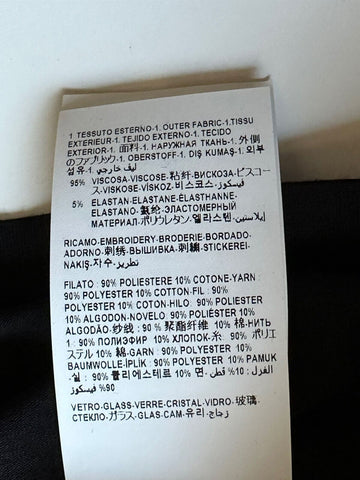 1. TESSUTO ESTERNO-1. OUTER FABRIC-1.TISSU
EXTERIEUR-1. TEJIDO EXTERNO-1. TECIDO
EXTERIOR-1. 面料-1. НАРУЖНАЯ ТКАНЬ-1. 外側
のファブリック-1. OBERSTOFF-1. DIŞ KUMAŞ-1. 외부
섬유-1. ليف خارجي
95% VISCOSA-VISCOSE-粘纤-ВИСКОЗА-ビスコー
ス-VISKOSE-VİSKOZ-비스코스-فيسكوز
5% ELASTAN-ELASTANE-ÉLASTHANNE-
ELASTANO-氨纶-ЭЛАСТОМЕРНЫЙ
МАТЕРИАЛ-ポリウレタン-엘라스텐-إيلاستين
RICAMO-EMBROIDERY-BRODERIE-BORDADO-
ADORNO-刺绣-ВЫШИВКА-刺繍-STICKEREI-
NAKIŞ-자수-تطريز
FILATO : 90% POLIESTERE 10% COTONE-YARN :
90% POLYESTER 10% COTTON-FIL : 90%
POLYESTER 10% COTON-HILO: 90% POLIÉSTER
10% ALGODON-NOVELO : 90% POLIÉSTER 10%
ALGODÃO-纱线 : 90 % 聚酯纤维 10% 棉-НИТЬ
1 : 90% ПОЛИЭФИР 10% ХЛОПОК-糸: 90% ポリエ
ステル 10% 綿-GARN : 90% POLYESTER 10%
BAUMWOLLE-İPLİK : 90% POLYESTER 10% PAMUK
-실 : 90% 폴리에스테르 10% 면- الغزل : 10% قطن
90% فيسكوز
VETRO-GLASS-VERRE-CRISTAL-VIDRO-玻璃-
СТЕКЛО-ガラス-GLAS-CAM-유리-زجاج